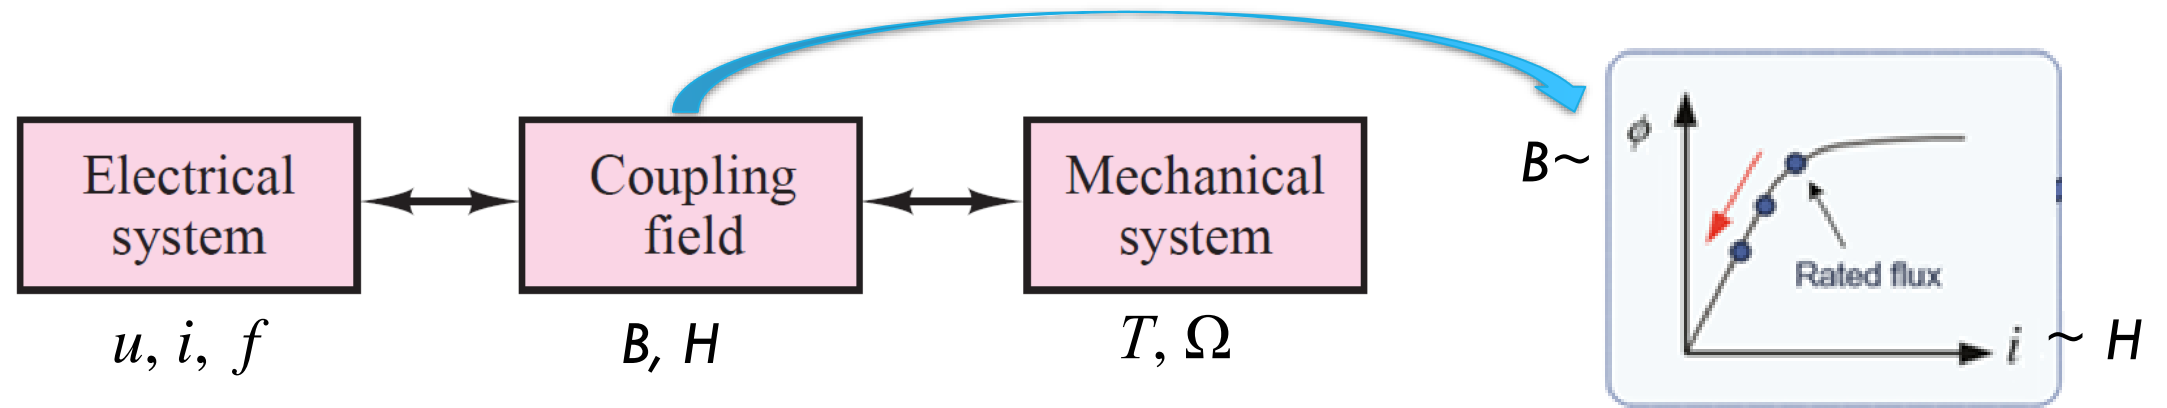 Electrical
system
u, i, f
Coupling
field
B, H
Mechanical
system
T, Ω
B~
ϕ
Rated flux
i ~ H